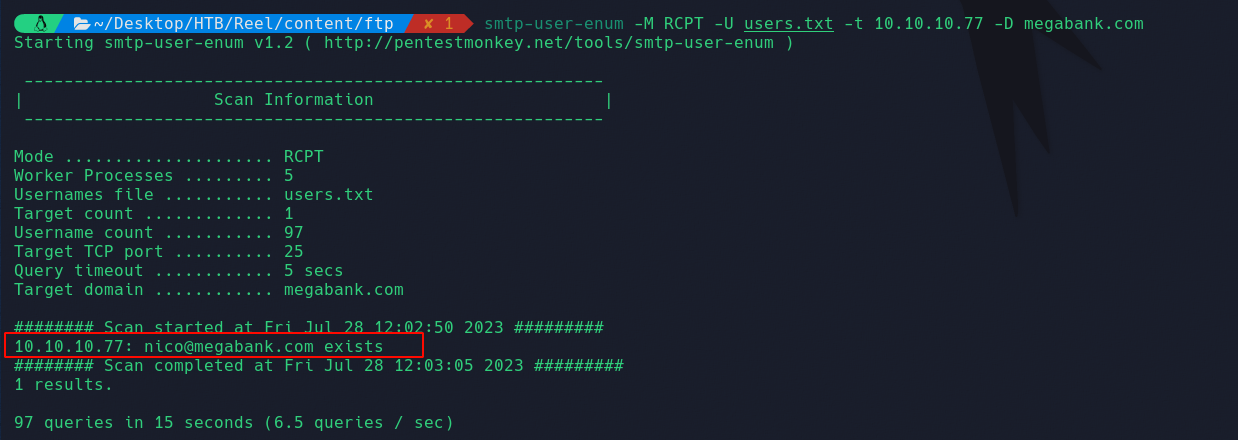 ~/Desktop/HTB/Reel/content/ftp ✘ 1 smtp-user-enum -M RCPT -U users.txt -t 10.10.10.77 -D megabank.com
Starting smtp-user-enum v1.2 ( http://pentestmonkey.net/tools/smtp-user-enum )
 ----------------------------------------------------------
|                   Scan Information                       |
 ----------------------------------------------------------
Mode ..................... RCPT
Worker Processes ......... 5
Usernames file ........... users.txt
Target count ............. 1
Username count ........... 97
Target TCP port .......... 25
Query timeout ............ 5 secs
Target domain ............ megabank.com
######## Scan started at Fri Jul 28 12:02:50 2023 #########
10.10.10.77: nico@megabank.com exists
######## Scan completed at Fri Jul 28 12:03:05 2023 #########
1 results.
97 queries in 15 seconds (6.5 queries / sec)